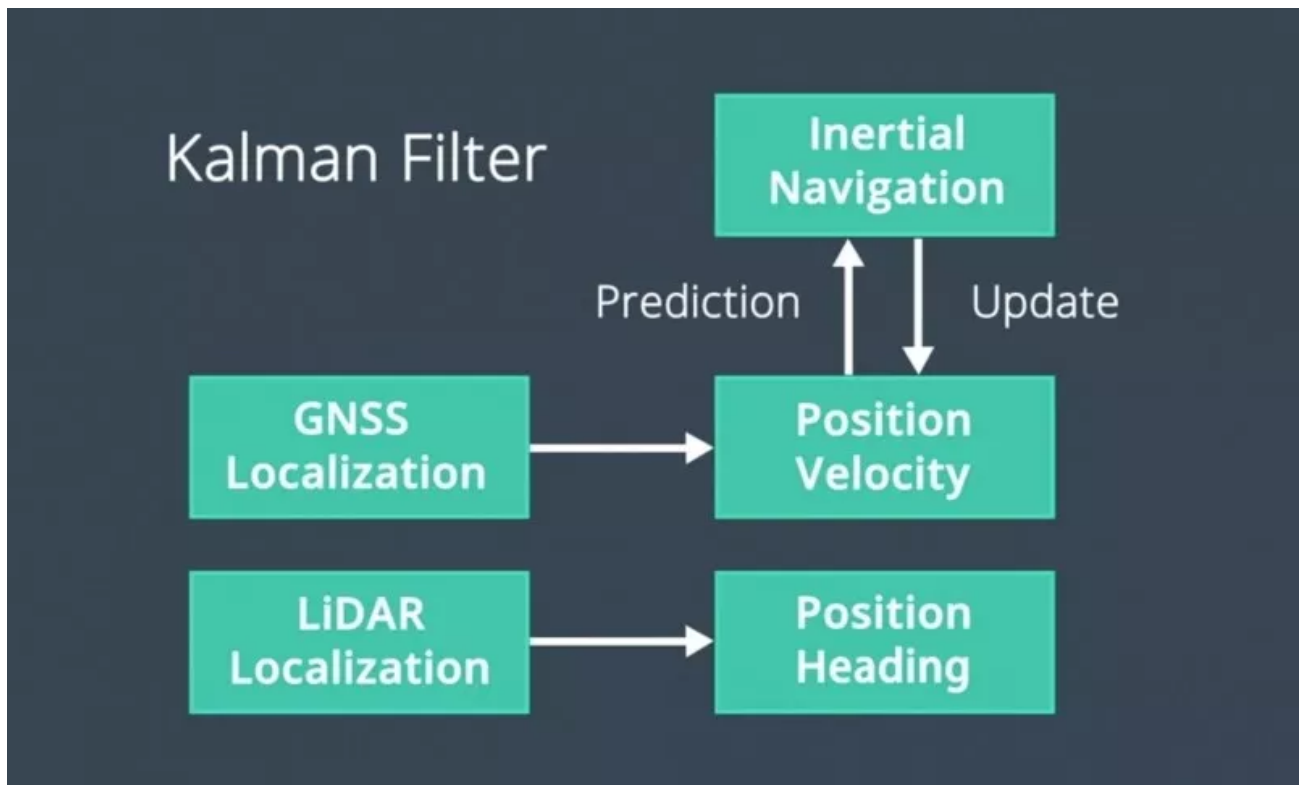 Kalman Filter
Inertial
Navigation
Prediction
Update
GNSS
Localization
Position
Velocity
LiDAR
Localization
Position
Heading